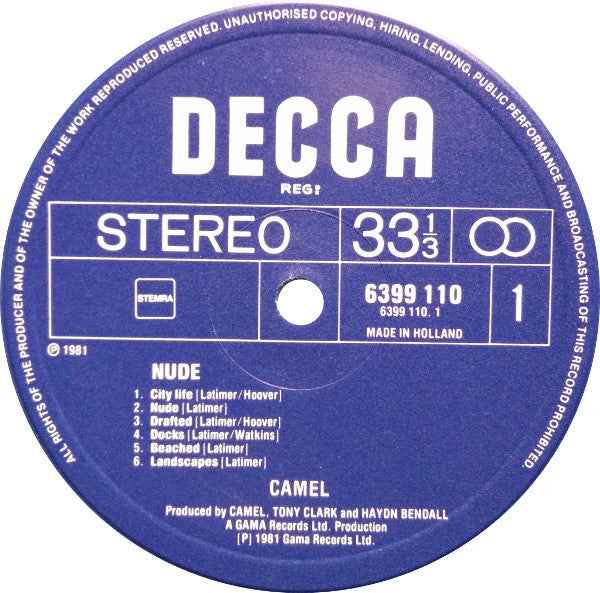 ALL RIGHTS OF THE PRODUCER AND OF THE OWNER OF THE WORK REPRODUCED RESERVED. UNAUTHORISED COPYING, HIRING, LENDING, PUBLIC PERFORMANCE AND BROADCASTING OF THIS RECORD PROHIBITED.
DECCA
REGD
STEREO
33 1/3
STEMRA
6399 110
6399 110. 1
MADE IN HOLLAND
1
℗ 1981
NUDE
1. City life [Latimer/Hoover]
2. Nude [Latimer]
3. Drafted [Latimer/Hoover]
4. Docks [Latimer/Watkins]
5. Beached [Latimer]
6. Landscapes [Latimer]
CAMEL
Produced by CAMEL, TONY CLARK and HAYDN BENDALL
A GAMA Records Ltd. Production
[P] 1981 Gama Records Ltd.